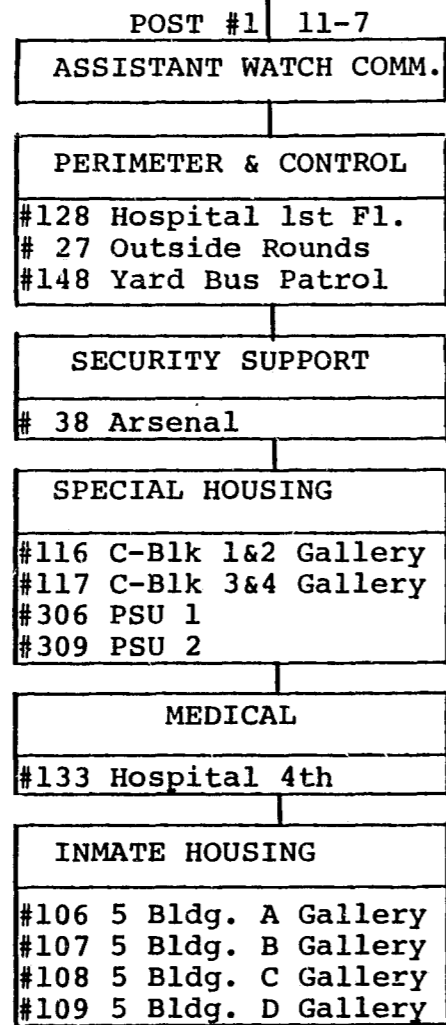 POST #1 11-7
ASSISTANT WATCH COMM.
PERIMETER & CONTROL
#128 Hospital 1st Fl.
# 27 Outside Rounds
#148 Yard Bus Patrol
SECURITY SUPPORT
# 38 Arsenal
SPECIAL HOUSING
#116 C-Blk 1&2 Gallery
#117 C-Blk 3&4 Gallery
#306 PSU 1
#309 PSU 2
MEDICAL
#133 Hospital 4th
INMATE HOUSING
#106 5 Bldg. A Gallery
#107 5 Bldg. B Gallery
#108 5 Bldg. C Gallery
#109 5 Bldg. D Gallery